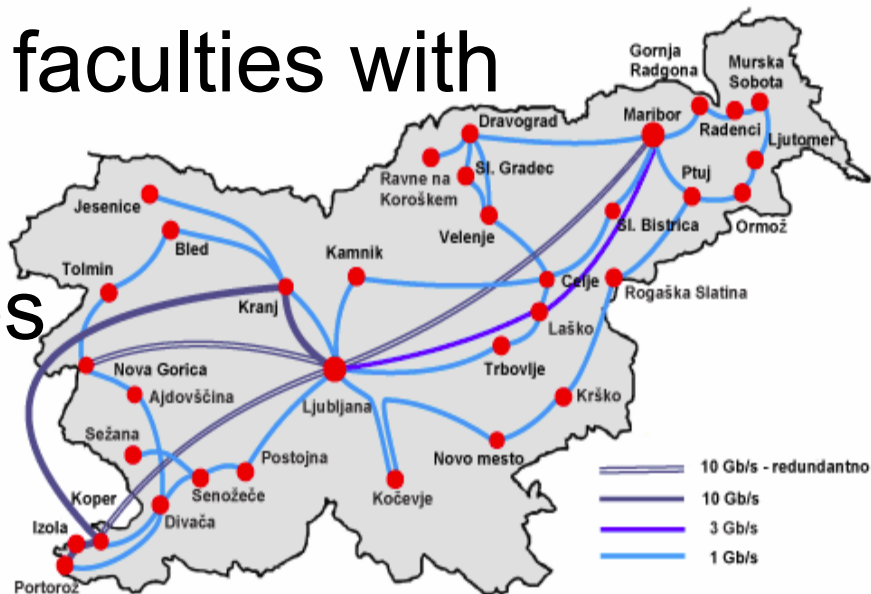 faculties with
s
Gornja
Radgona
Murska
Sobota
Maribor
Dravograd
Radenci
Ljutomer
Ravne na
Koroškem
Sl. Gradec
Ptuj
Jesenice
Velenje
Sl. Bistrica
Ormož
Bled
Kamnik
Tolmin
Celje
Rogaška Slatina
Kranj
Laško
Nova Gorica
Trbovlje
Ajdovščina
Ljubljana
Krško
Sežana
Postojna
Novo mesto
Senožeče
Kočevje
Koper
Izola
Divača
Portorož
10 Gb/s - redundantno
10 Gb/s
3 Gb/s
1 Gb/s